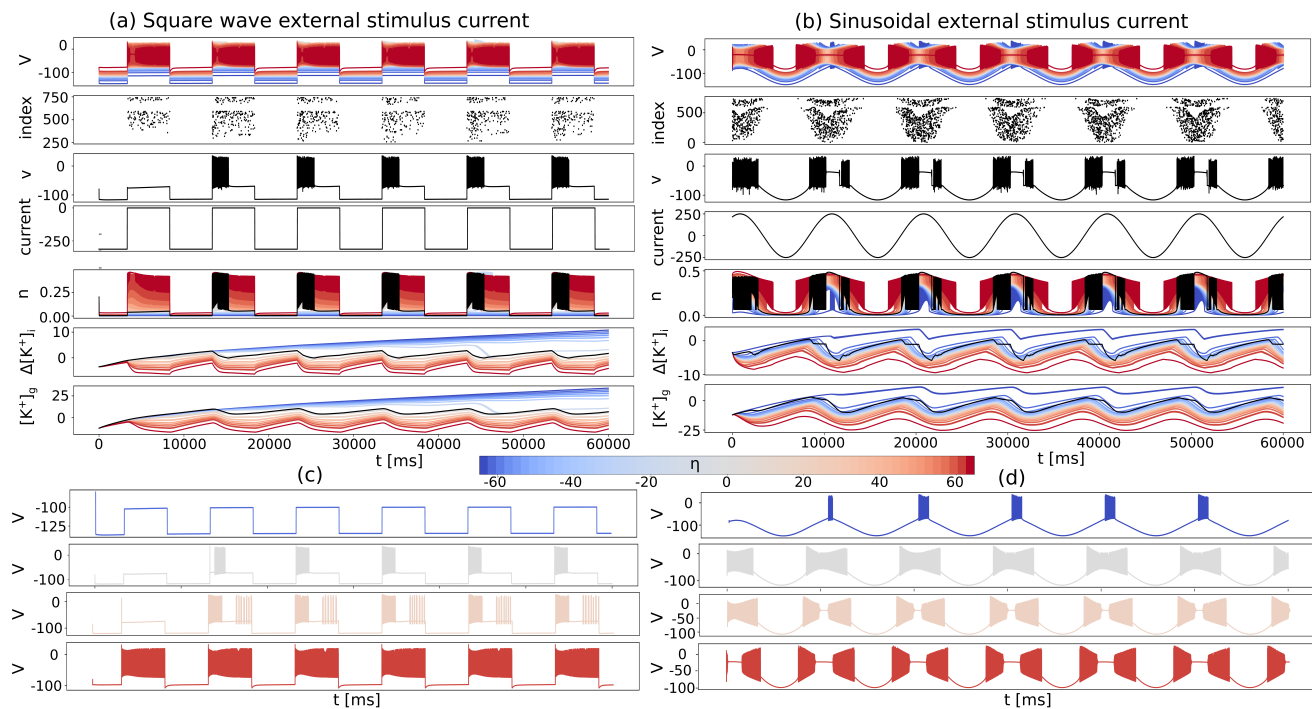 (a) Square wave external stimulus current
V
0
-100
index
750
500
250
v
0
-100
current
0
-250
n
0.25
0.00
Δ[K⁺]ᵢ
10
0
[K⁺]g
25
0
0 10000 20000 30000 40000 50000 60000
t [ms]
(b) Sinusoidal external stimulus current
V
0
-100
index
500
0
v
0
-100
current
250
0
-250
n
0.5
0.0
Δ[K⁺]ᵢ
0
-10
[K⁺]g
0
-25
0 10000 20000 30000 40000 50000 60000
t [ms]
η
-60 -40 -20 0 20 40 60
(c)
V
-100
-125
V
0
-100
V
0
-100
V
0
-100
t [ms]
(d)
V
0
-100
V
0
-100
V
0
-50
-100
V
0
-50
-100
t [ms]